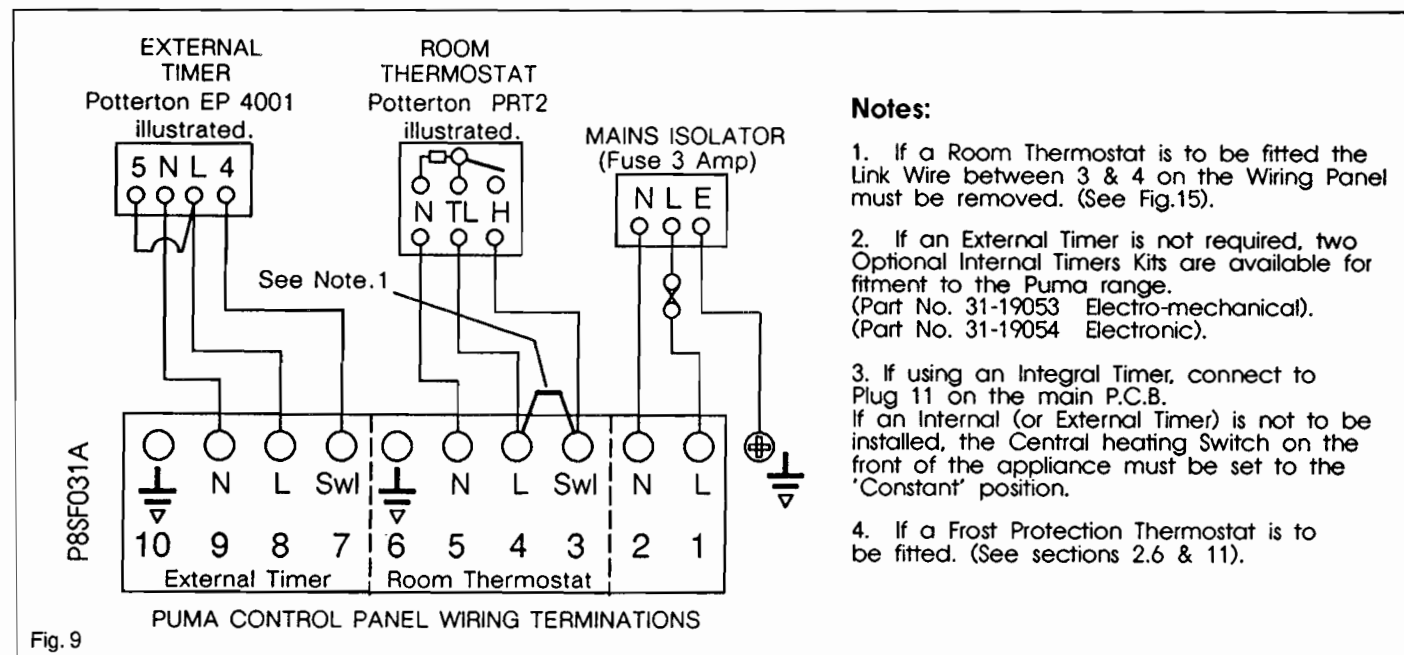 EXTERNAL
TIMER
Potterton EP 4001
illustrated.
5 N L 4
ROOM
THERMOSTAT
Potterton PRT2
illustrated.
N TL H
MAINS ISOLATOR
(Fuse 3 Amp)
N L E
See Note.1
P8SF031A
N L Swl N L Swl N L
10 9 8 7 6 5 4 3 2 1
External Timer Room Thermostat
PUMA CONTROL PANEL WIRING TERMINATIONS
Fig. 9
Notes:
1. If a Room Thermostat is to be fitted the
Link Wire between 3 & 4 on the Wiring Panel
must be removed. (See Fig.15).
2. If an External Timer is not required, two
Optional Internal Timers Kits are available for
fitment to the Puma range.
(Part No. 31-19053 Electro-mechanical).
(Part No. 31-19054 Electronic).
3. If using an Integral Timer, connect to
Plug 11 on the main P.C.B.
If an Internal (or External Timer) is not to be
installed, the Central heating Switch on the
front of the appliance must be set to the
'Constant' position.
4. If a Frost Protection Thermostat is to
be fitted. (See sections 2.6 & 11).